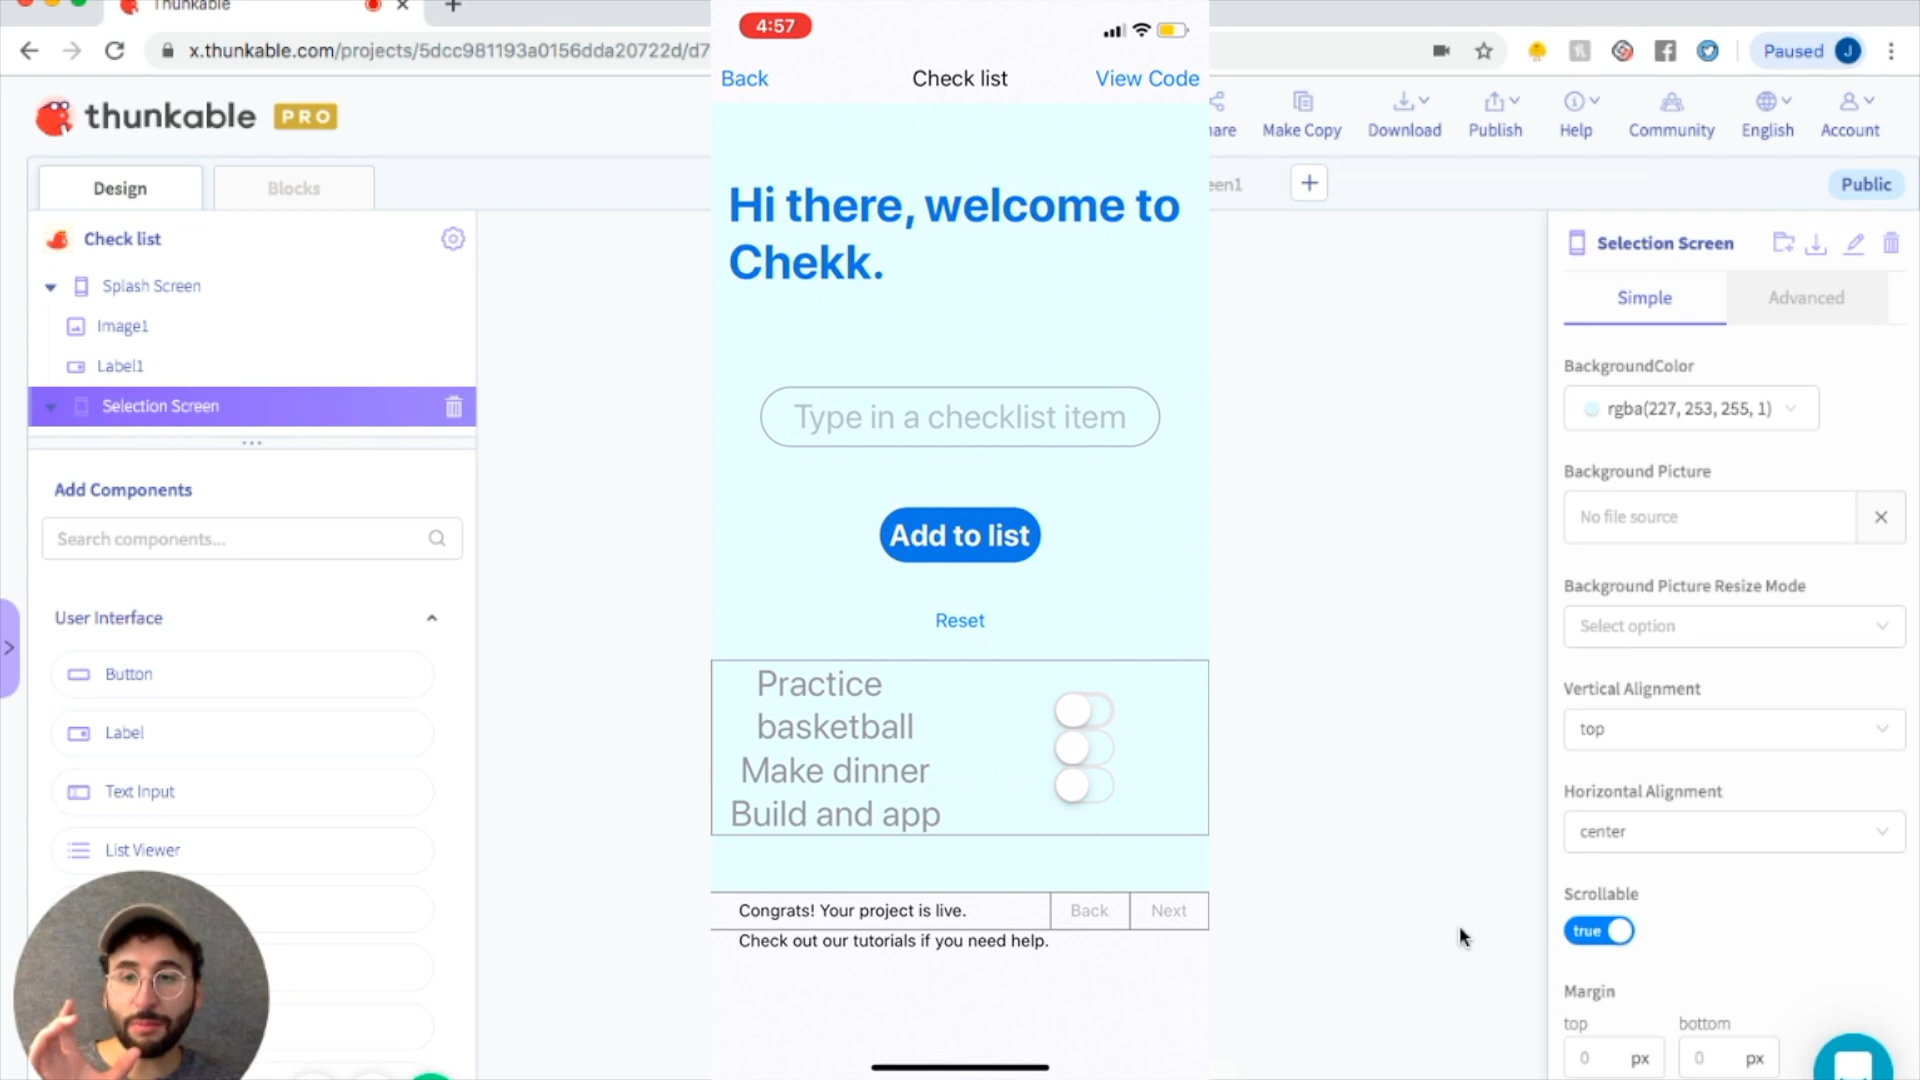 Thunkable
x.thunkable.com/projects/5dcc981193a0156dda20722d/d7
Paused J
thunkable PRO
Make Copy
Download
Publish
Help
Community
English
Account
Design
Blocks
Public
Check list
Splash Screen
Image1
Label1
Selection Screen
Add Components
Search components...
User Interface
Button
Label
Text Input
List Viewer
4:57
Back
Check list
View Code
Hi there, welcome to
Chekk.
Type in a checklist item
Add to list
Reset
Practice
basketball
Make dinner
Build and app
Congrats! Your project is live.
Back
Next
Check out our tutorials if you need help.
Selection Screen
Simple
Advanced
BackgroundColor
rgba(227, 253, 255, 1)
Background Picture
No file source
Background Picture Resize Mode
Select option
Vertical Alignment
top
Horizontal Alignment
center
Scrollable
true
Margin
top
bottom
0 px
0 px